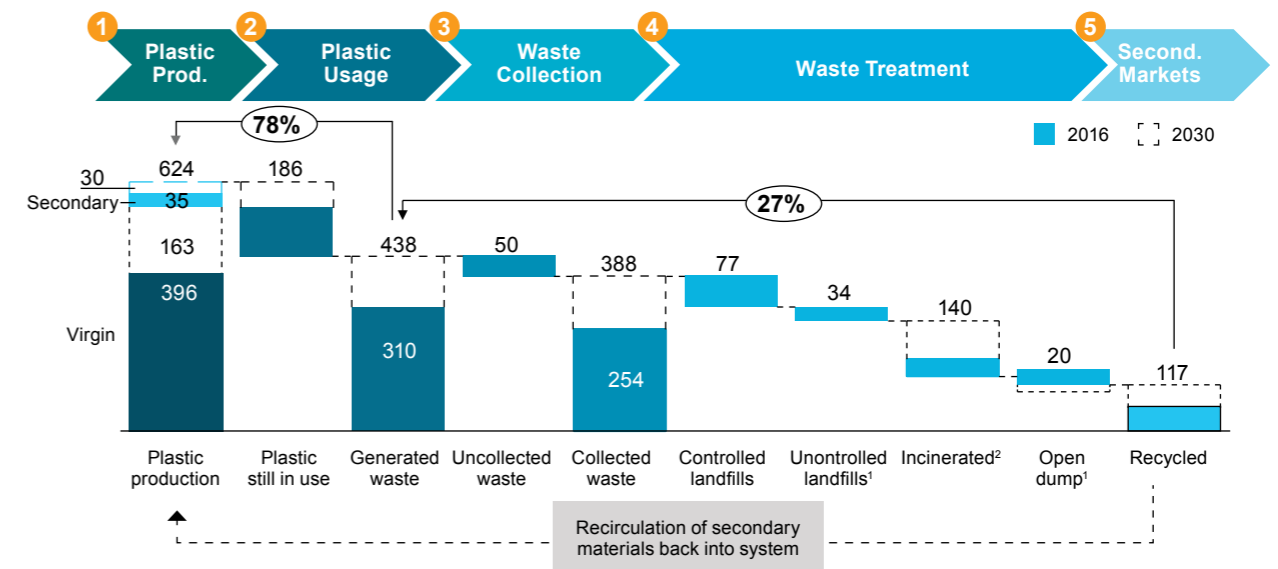 1
Plastic
Prod.
2
Plastic
Usage
3
Waste
Collection
4
Waste Treatment
5
Second.
Markets
78%
2016
2030
624
186
30
Secondary
35
27%
163
438
50
388
77
396
34
140
Virgin
310
254
20
117
Plastic
production
Plastic
still in use
Generated
waste
Uncollected
waste
Collected
waste
Controlled
landfills
Unontrolled
landfills¹
Incinerated²
Open
dump¹
Recycled
Recirculation of secondary
materials back into system